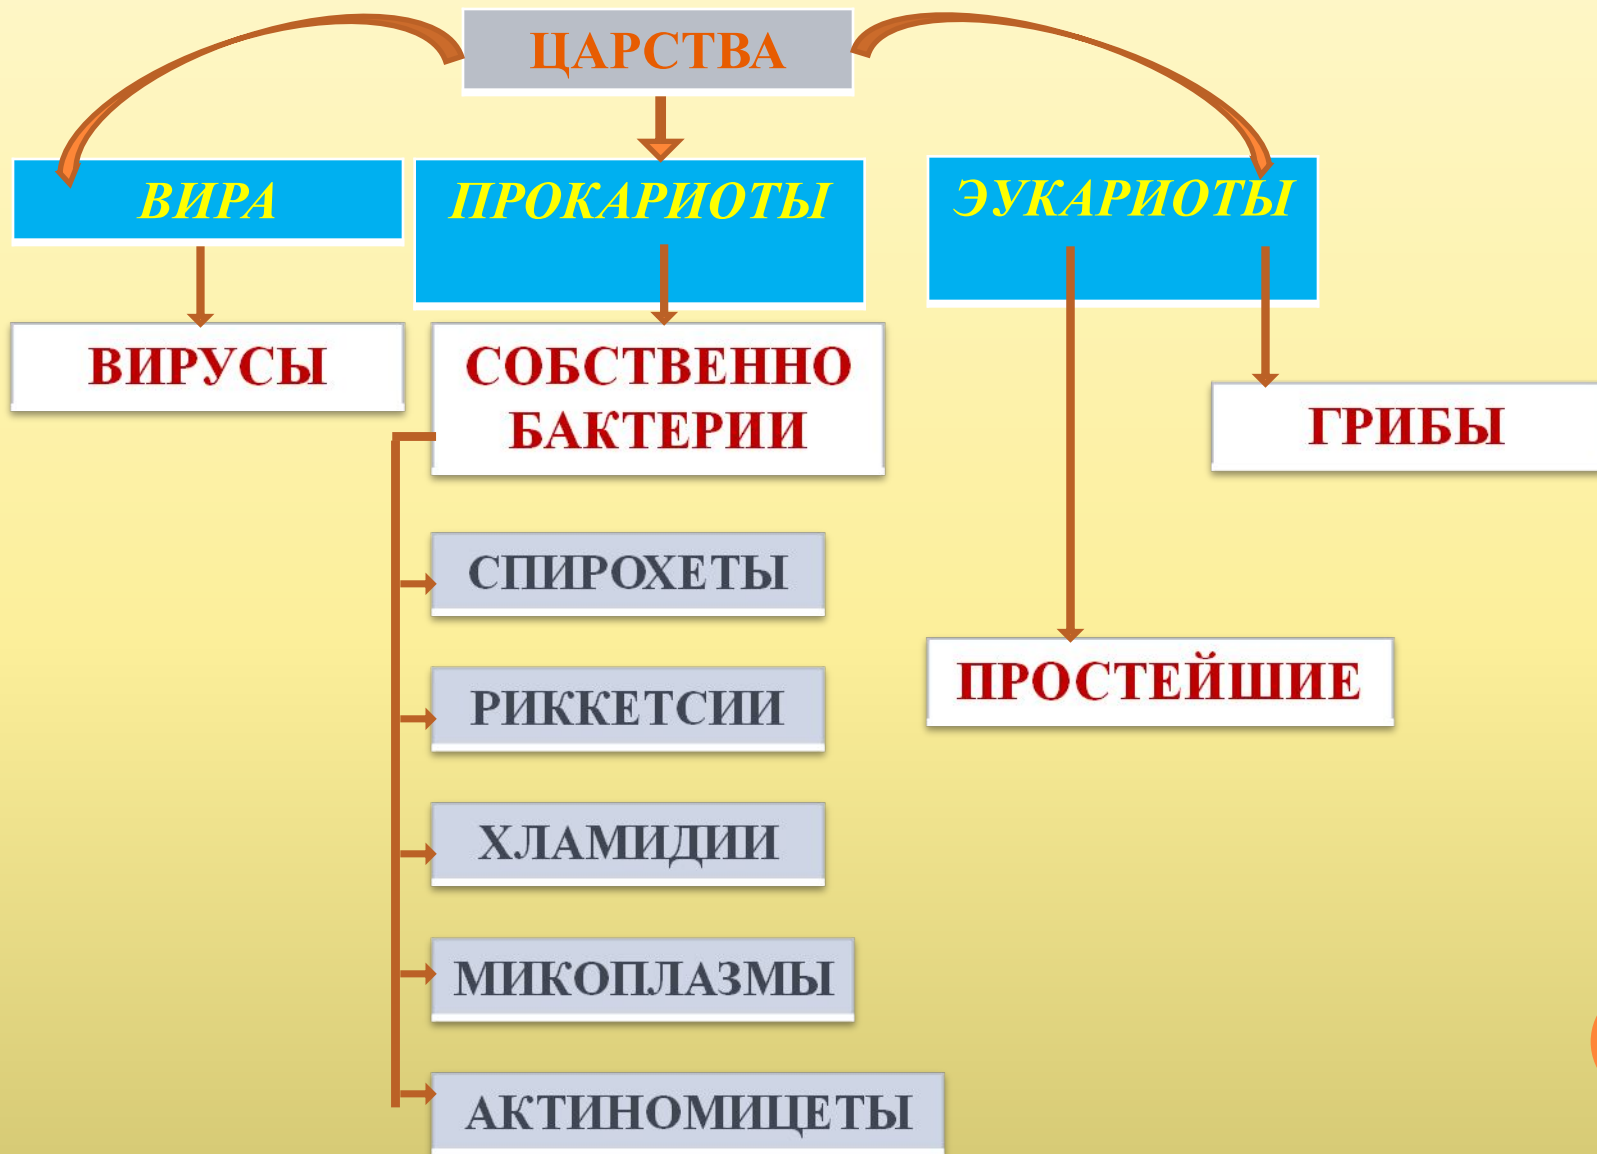 ЦАРСТВА
ВИРА
ПРОКАРИОТЫ
ЭУКАРИОТЫ
ВИРУСЫ
СОБСТВЕННО
БАКТЕРИИ
ГРИБЫ
СПИРОХЕТЫ
ПРОСТЕЙШИЕ
РИККЕТСИИ
ХЛАМИДИИ
МИКОПЛАЗМЫ
АКТИНОМИЦЕТЫ